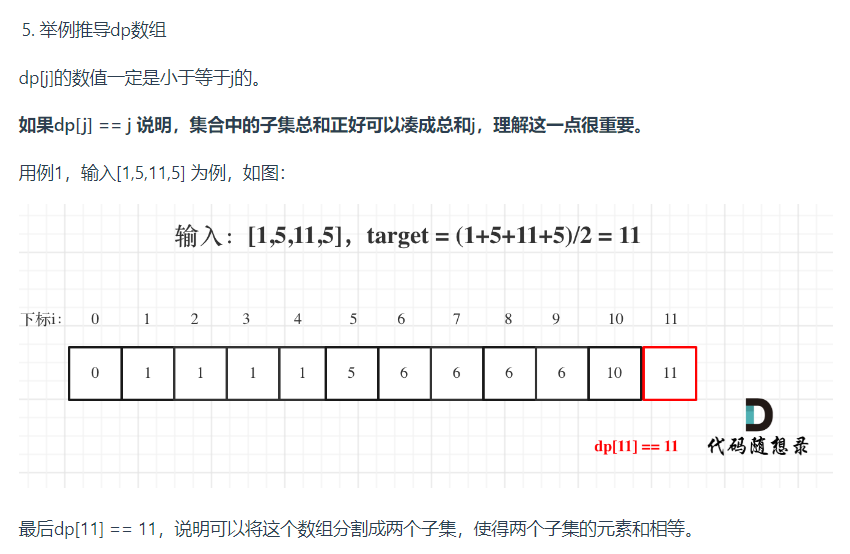 5. 举例推导dp数组
dp[j]的数值一定是小于等于j的。
如果dp[j] == j 说明，集合中的子集总和正好可以凑成总和j，理解这一点很重要。
用例1，输入[1,5,11,5] 为例，如图：
输入：[1,5,11,5]，target = (1+5+11+5)/2 = 11
下标i： 0 1 2 3 4 5 6 7 8 9 10 11
0 1 1 1 1 5 6 6 6 6 10 11
dp[11] == 11
代码随想录
最后dp[11] == 11，说明可以将这个数组分割成两个子集，使得两个子集的元素和相等。